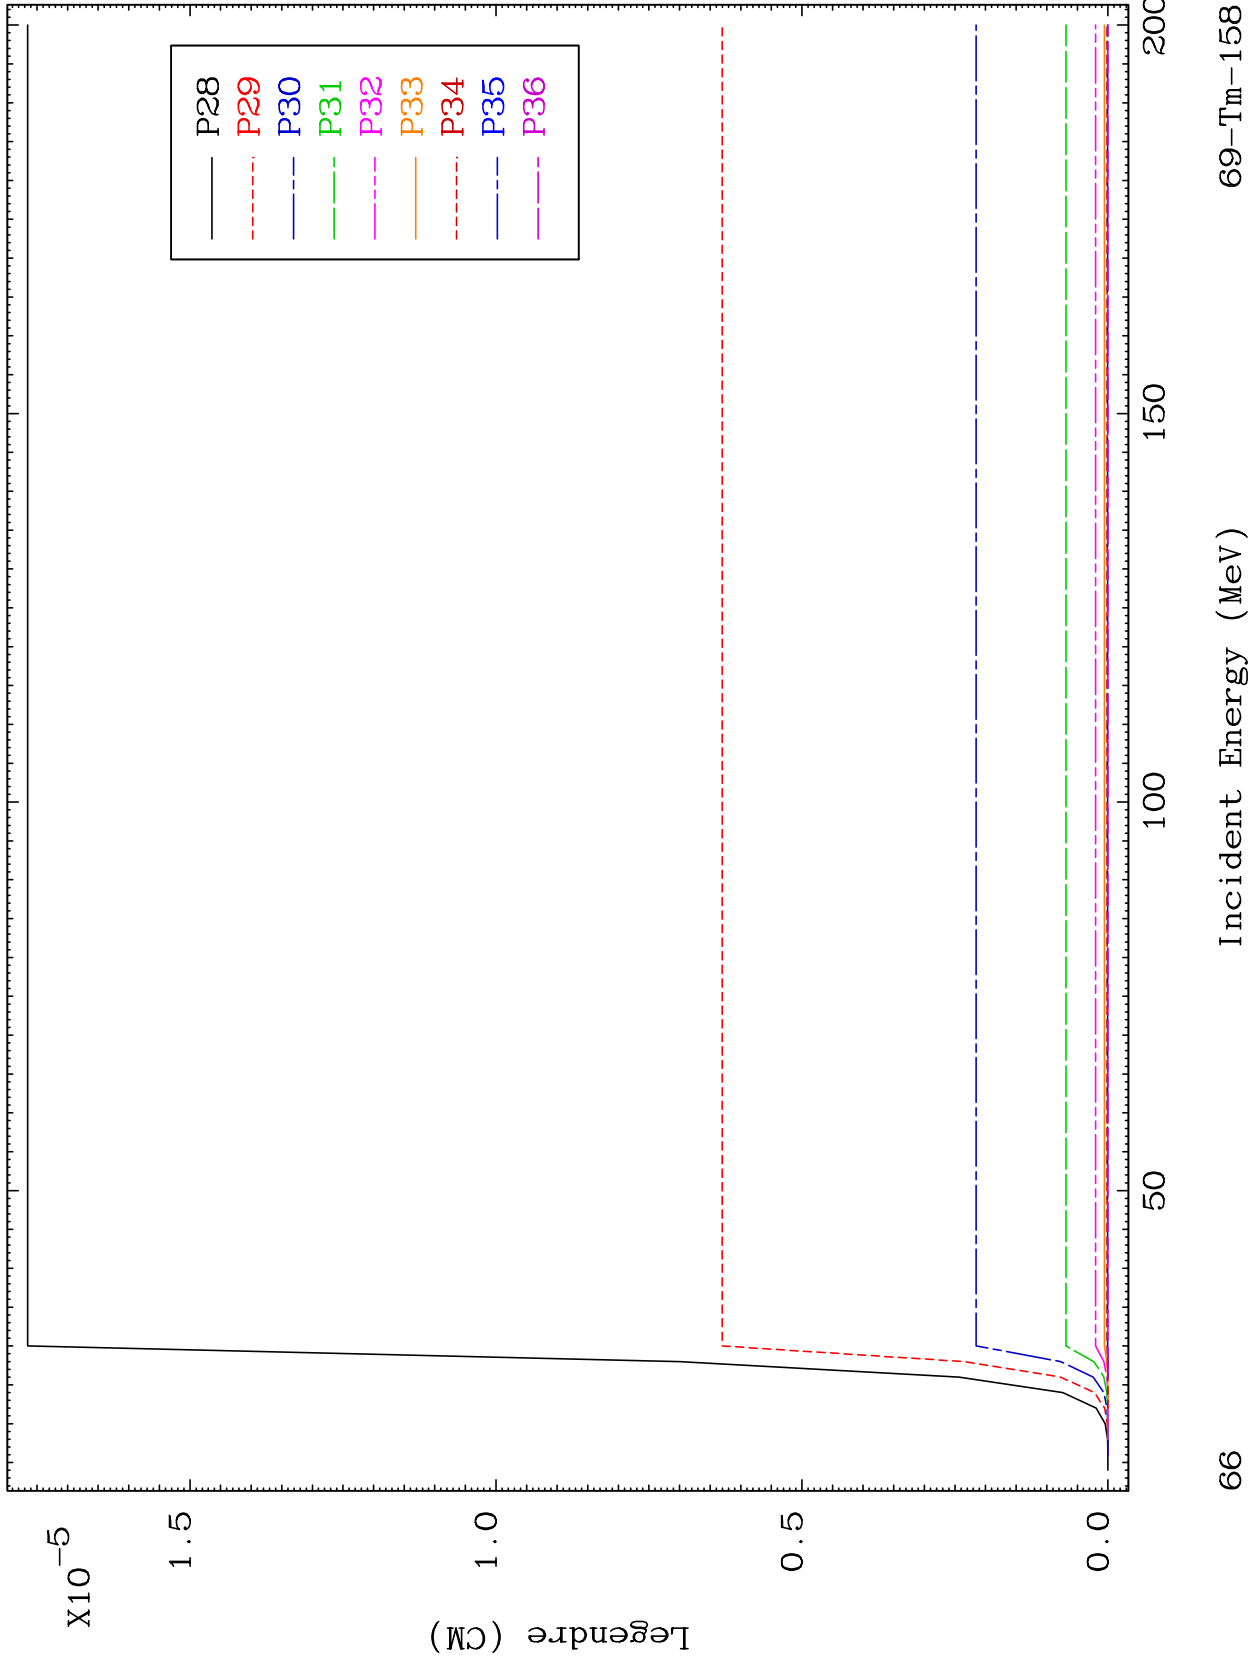 X10-5
1.5
1.0
0.5
0.0
Legendre (CM)
P28
P29
P30
P31
P32
P33
P34
P35
P36
50
100
150
200
Incident Energy (MeV)
66
69-Tm-158